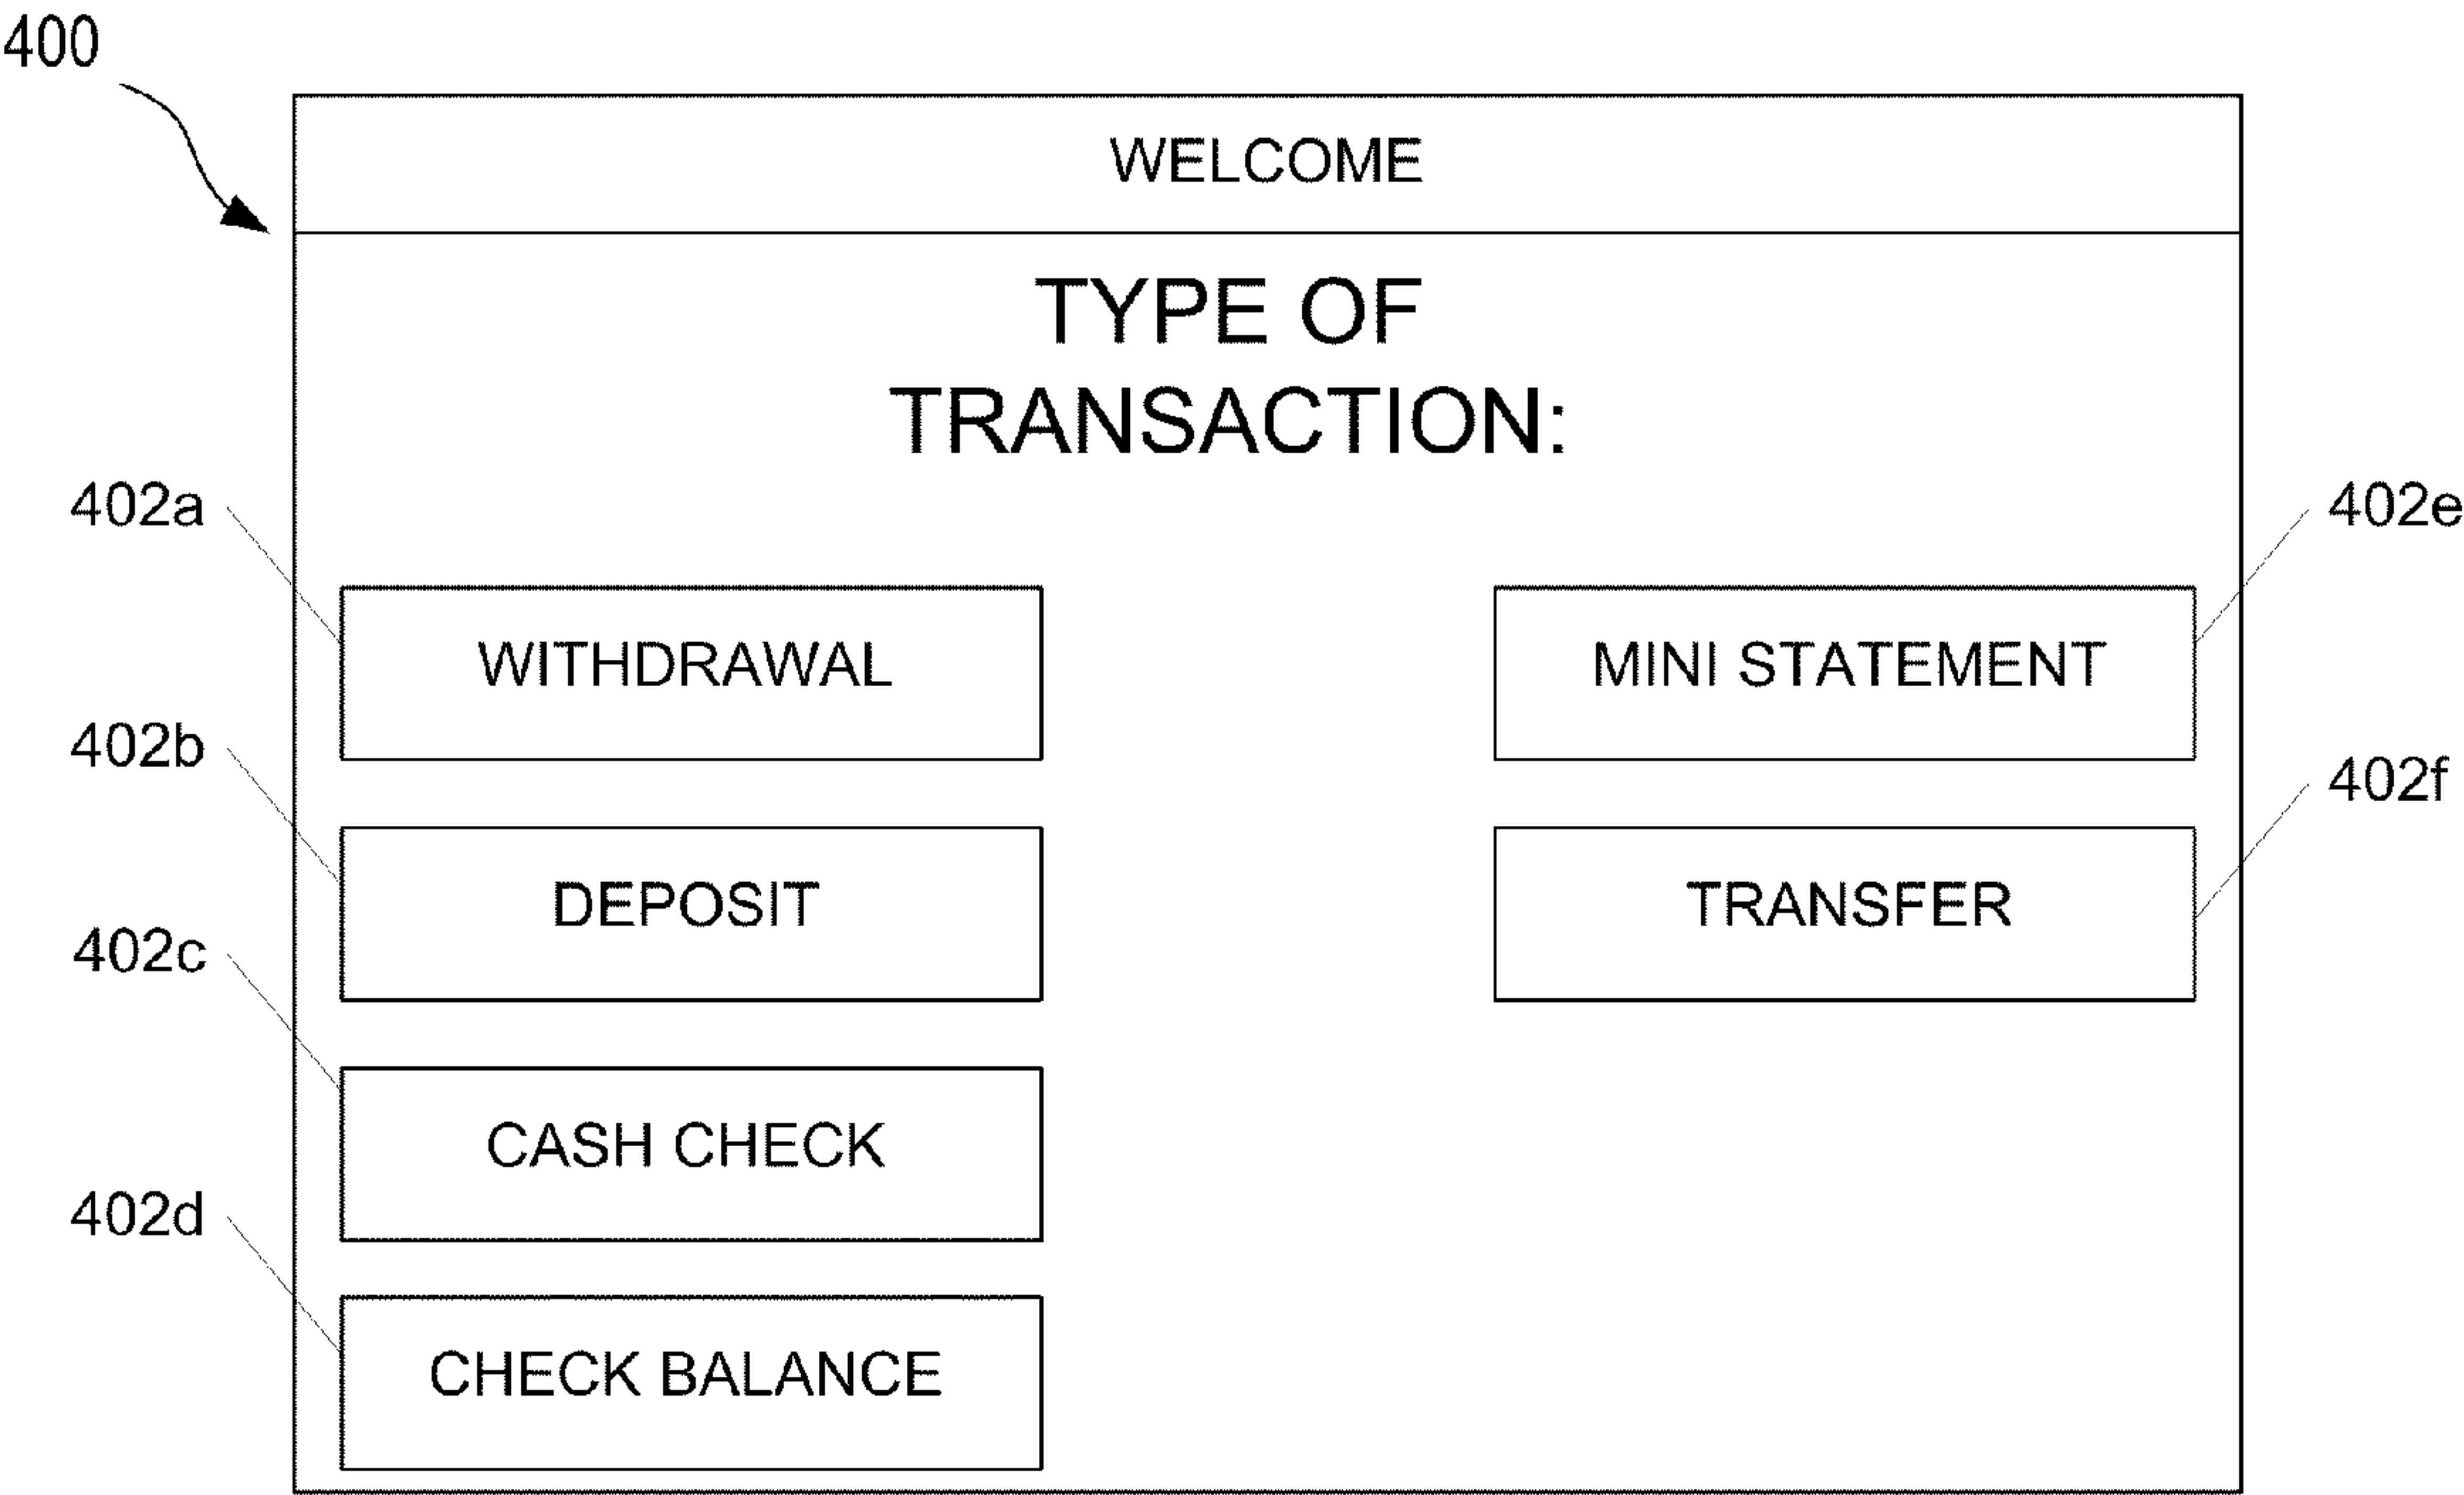 400
WELCOME
TYPE OF
TRANSACTION:
402a
402e
WITHDRAWAL
MINI STATEMENT
402b
402f
DEPOSIT
TRANSFER
402c
CASH CHECK
402d
CHECK BALANCE